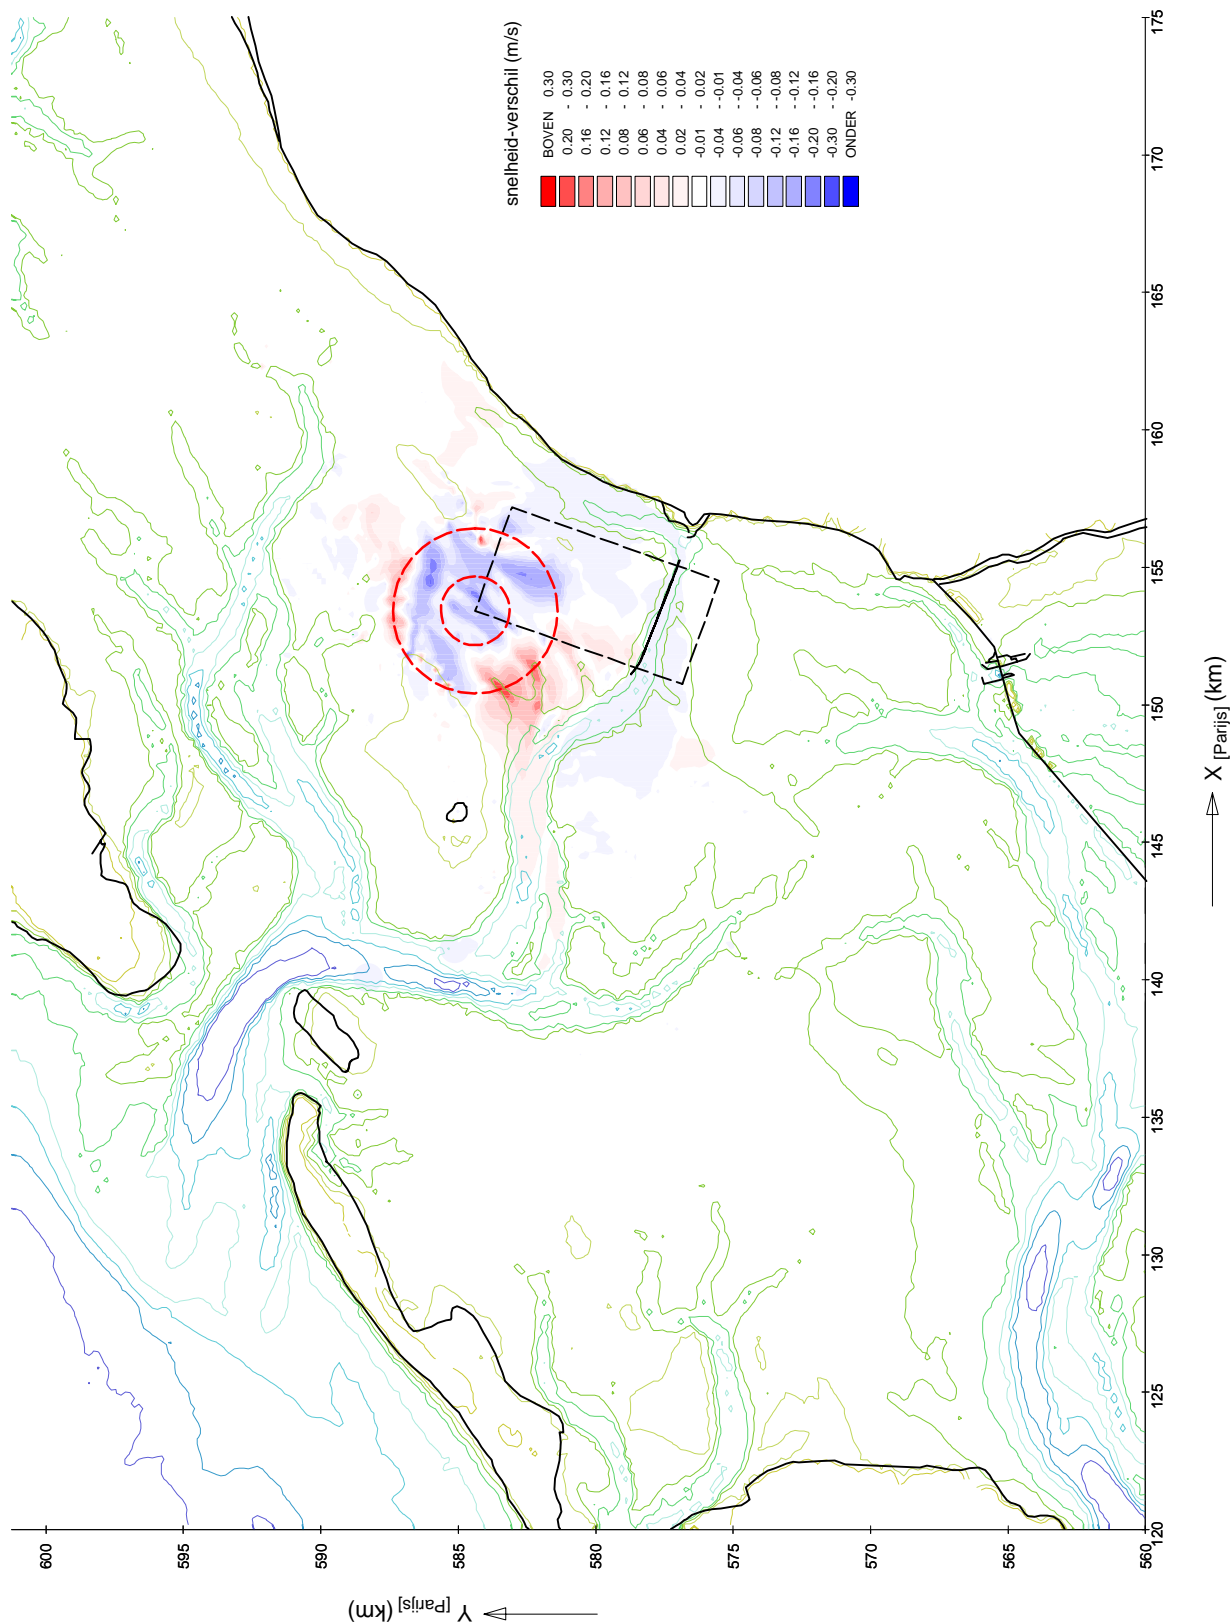 snelheid-verschil (m/s)
BOVEN 0.30
0.20 - 0.30
0.16 - 0.20
0.12 - 0.16
0.08 - 0.12
0.06 - 0.08
0.04 - 0.06
0.02 - 0.04
-0.01 - 0.02
-0.04 - -0.01
-0.06 - -0.04
-0.08 - -0.06
-0.12 - -0.08
-0.16 - -0.12
-0.20 - -0.16
-0.30 - -0.20
ONDER -0.30
600
595
590
585
580
575
570
565
560
Y [Parijs] (km)
120
125
130
135
140
145
150
155
160
165
170
175
X [Parijs] (km)